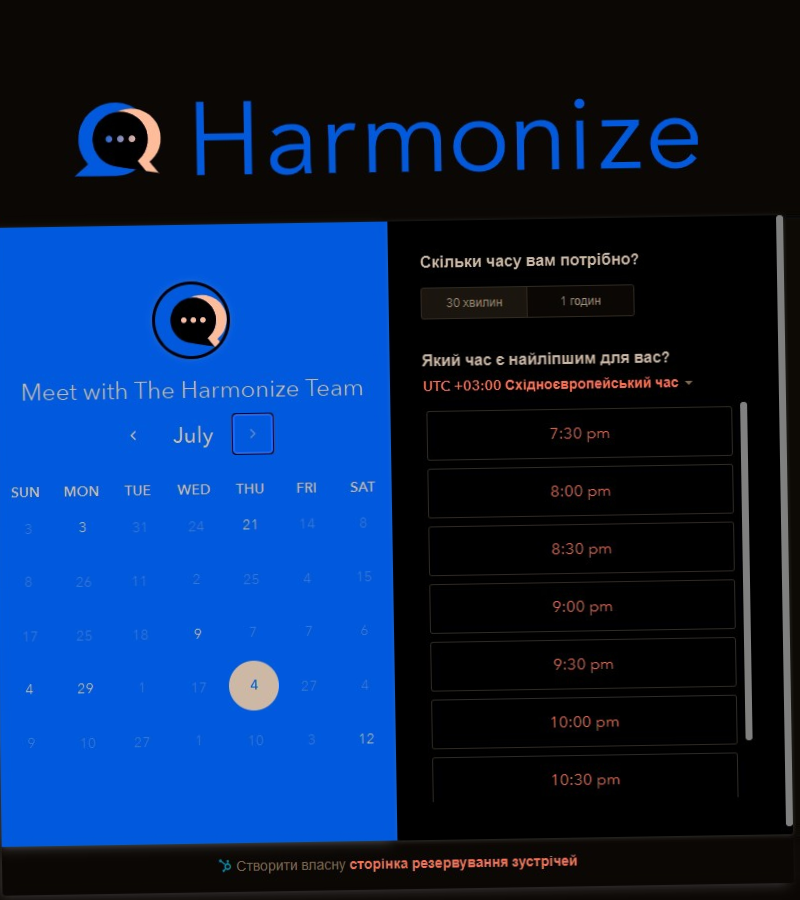 Harmonize
Meet with The Harmonize Team
July
SUN MON TUE WED THU FRI SAT
3 3 31 24 21 14 8
8 26 11 2 25 4 15
17 25 18 9 7 7 6
4 29 1 17 4 27 4
9 10 27 1 10 3 12
Скільки часу вам потрібно?
30 хвилин 1 годин
Який час є найліпшим для вас?
UTC +03:00 Східноєвропейський час
7:30 pm
8:00 pm
8:30 pm
9:00 pm
9:30 pm
10:00 pm
10:30 pm
Створити власну сторінка резервування зустрічей